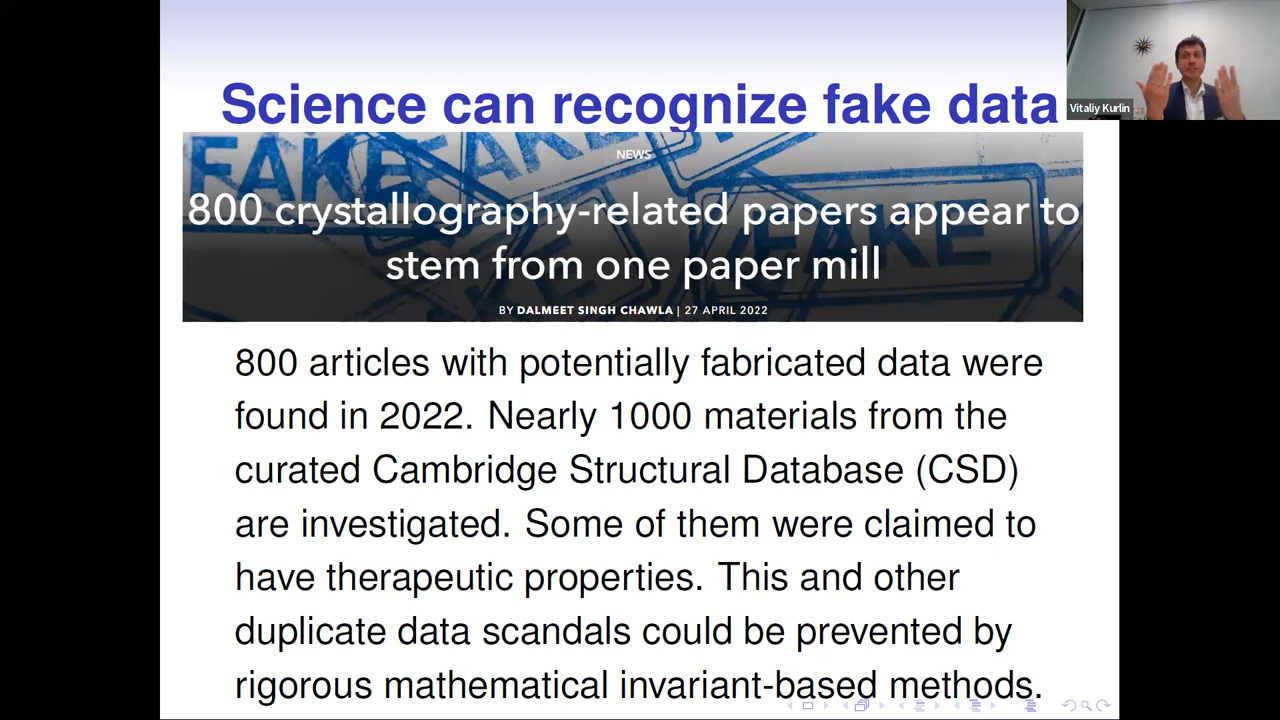 Science can recognize fake data
Vitaliy Kurlin
FAKE
FAKE
FAKE
NEWS
800 crystallography-related papers appear to
stem from one paper mill
BY DALMEET SINGH CHAWLA | 27 APRIL 2022
800 articles with potentially fabricated data were
found in 2022. Nearly 1000 materials from the
curated Cambridge Structural Database (CSD)
are investigated. Some of them were claimed to
have therapeutic properties. This and other
duplicate data scandals could be prevented by
rigorous mathematical invariant-based methods.